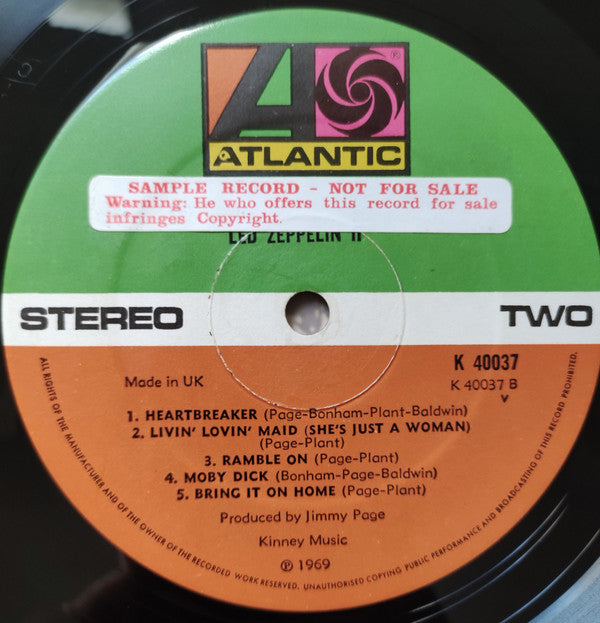 ®
ATLANTIC
SAMPLE RECORD - NOT FOR SALE
Warning: He who offers this record for sale
infringes Copyright.
LED ZEPPELIN II
STEREO
TWO
K 40037
Made in UK
K 40037 B
v
1. HEARTBREAKER (Page-Bonham-Plant-Baldwin)
2. LIVIN' LOVIN' MAID (SHE'S JUST A WOMAN)
(Page-Plant)
3. RAMBLE ON (Page-Plant)
4. MOBY DICK (Bonham-Page-Baldwin)
5. BRING IT ON HOME (Page-Plant)
Produced by Jimmy Page
Kinney Music
℗ 1969
ALL RIGHTS OF THE MANUFACTURER AND OF THE OWNER OF THE RECORDED WORK RESERVED. UNAUTHORISED COPYING PUBLIC PERFORMANCE AND BROADCASTING OF THIS RECORD PROHIBITED.